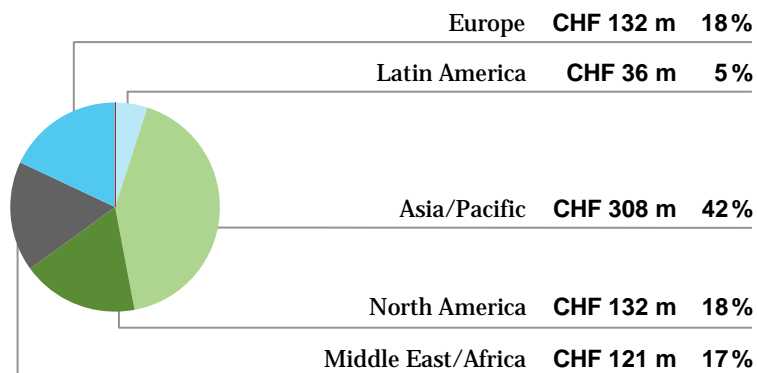 Europe CHF 132 m 18%
Latin America CHF 36 m 5%
Asia/Pacific CHF 308 m 42%
North America CHF 132 m 18%
Middle East/Africa CHF 121 m 17%